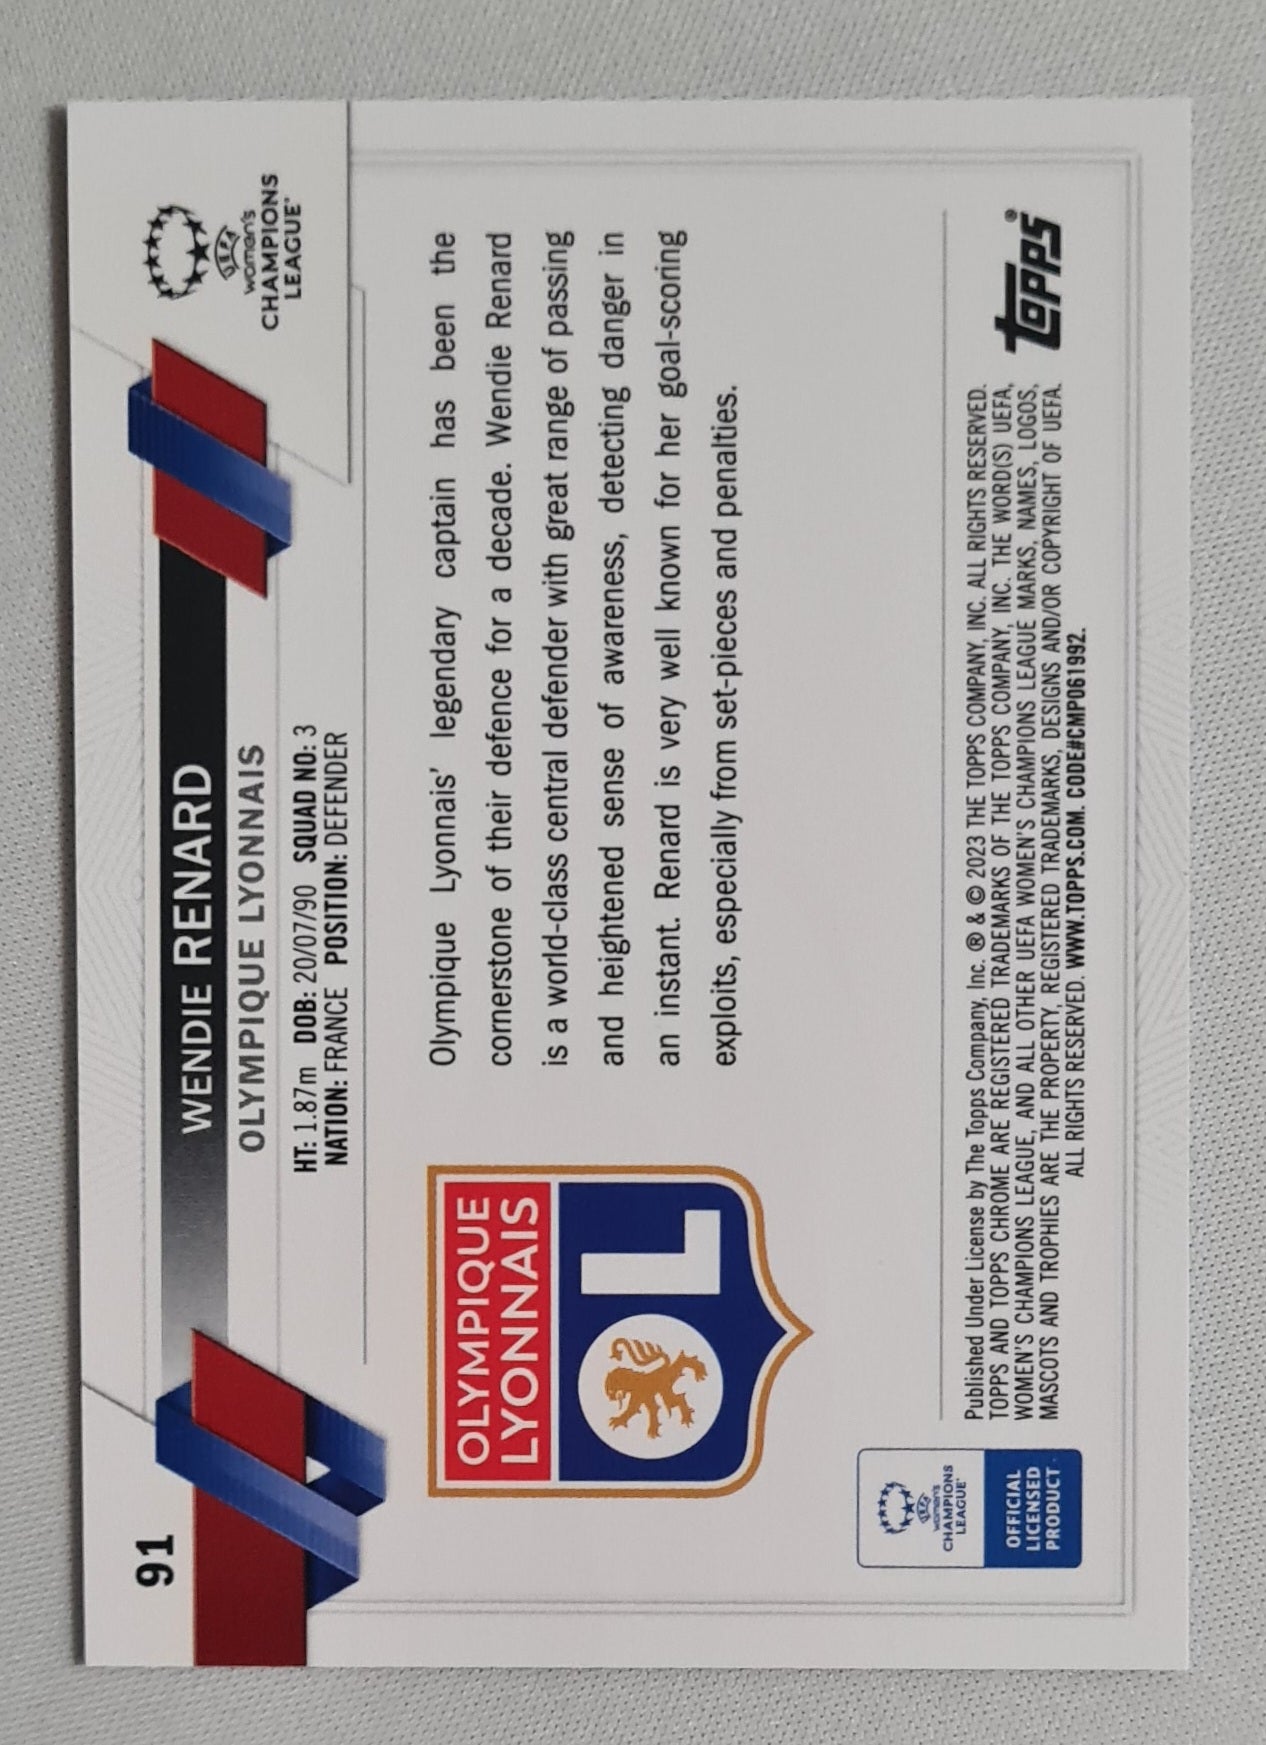 91
WENDIE RENARD
OLYMPIQUE LYONNAIS
HT: 1.87m DOB: 20/07/90 SQUAD NO: 3
NATION: FRANCE POSITION: DEFENDER
UEFA
women's
CHAMPIONS
LEAGUE™
OLYMPIQUE
LYONNAIS
OL
Olympique Lyonnais' legendary captain has been the
cornerstone of their defence for a decade. Wendie Renard
is a world-class central defender with great range of passing
and heightened sense of awareness, detecting danger in
an instant. Renard is very well known for her goal-scoring
exploits, especially from set-pieces and penalties.
UEFA
women's
CHAMPIONS
LEAGUE™
OFFICIAL
LICENSED
PRODUCT
Published Under License by The Topps Company, Inc. ® & © 2023 THE TOPPS COMPANY, INC. ALL RIGHTS RESERVED.
TOPPS AND TOPPS CHROME ARE REGISTERED TRADEMARKS OF THE TOPPS COMPANY, INC. THE WORD(S) UEFA,
WOMEN'S CHAMPIONS LEAGUE, AND ALL OTHER UEFA WOMEN'S CHAMPIONS LEAGUE MARKS, NAMES, LOGOS,
MASCOTS AND TROPHIES ARE THE PROPERTY, REGISTERED TRADEMARKS, DESIGNS AND/OR COPYRIGHT OF UEFA.
ALL RIGHTS RESERVED. WWW.TOPPS.COM. CODE#CMP061992.
topps®